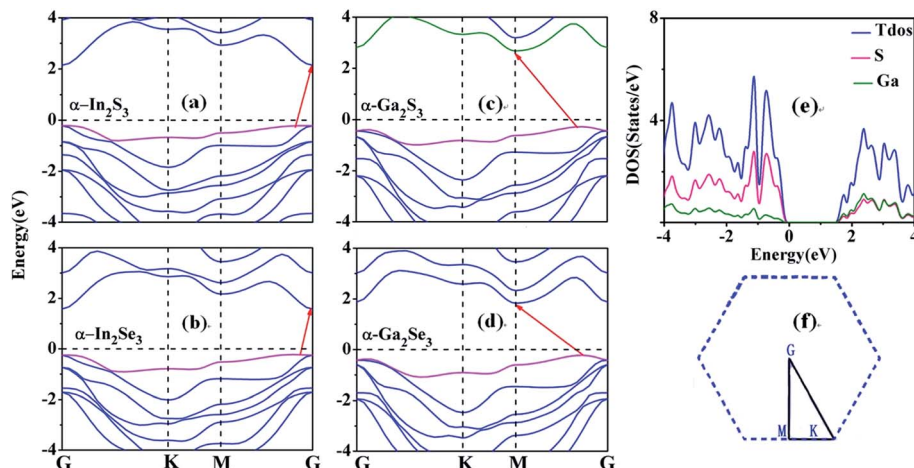 Energy(eV)
4
2
0
-2
-4
α–In2S3
(a)
4
2
0
-2
-4
α–In2Se3
(b)
G
K
M
G
4
2
0
-2
-4
α-Ga2S3
(c)
4
2
0
-2
-4
α-Ga2Se3
(d)
G
K
M
G
DOS(States/eV)
8
4
Tdos
S
Ga
(e)
-4
-2
0
2
4
Energy(eV)
(f)
G
M
K